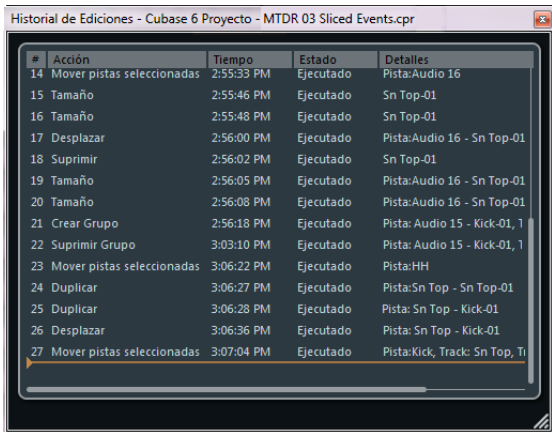 Historial de Ediciones - Cubase 6 Proyecto - MTDR 03 Sliced Events.cpr
# Acción Tiempo Estado Detalles
14 Mover pistas seleccionadas 2:55:33 PM Ejecutado Pista:Audio 16
15 Tamaño 2:55:46 PM Ejecutado Sn Top-01
16 Tamaño 2:55:48 PM Ejecutado Sn Top-01
17 Desplazar 2:56:00 PM Ejecutado Pista:Audio 16 - Sn Top-01
18 Suprimir 2:56:02 PM Ejecutado Sn Top-01
19 Tamaño 2:56:05 PM Ejecutado Pista:Audio 16 - Sn Top-01
20 Tamaño 2:56:08 PM Ejecutado Pista:Audio 16 - Sn Top-01
21 Crear Grupo 2:56:18 PM Ejecutado Pista: Audio 15 - Kick-01,
22 Suprimir Grupo 3:03:10 PM Ejecutado Pista: Audio 15 - Kick-01,
23 Mover pistas seleccionadas 3:06:22 PM Ejecutado Pista:HH
24 Duplicar 3:06:27 PM Ejecutado Pista:Sn Top - Sn Top-01
25 Duplicar 3:06:28 PM Ejecutado Pista: Sn Top - Kick-01
26 Desplazar 3:06:36 PM Ejecutado Pista: Sn Top - Kick-01
27 Mover pistas seleccionadas 3:07:04 PM Ejecutado Pista:Kick, Track: Sn Top,